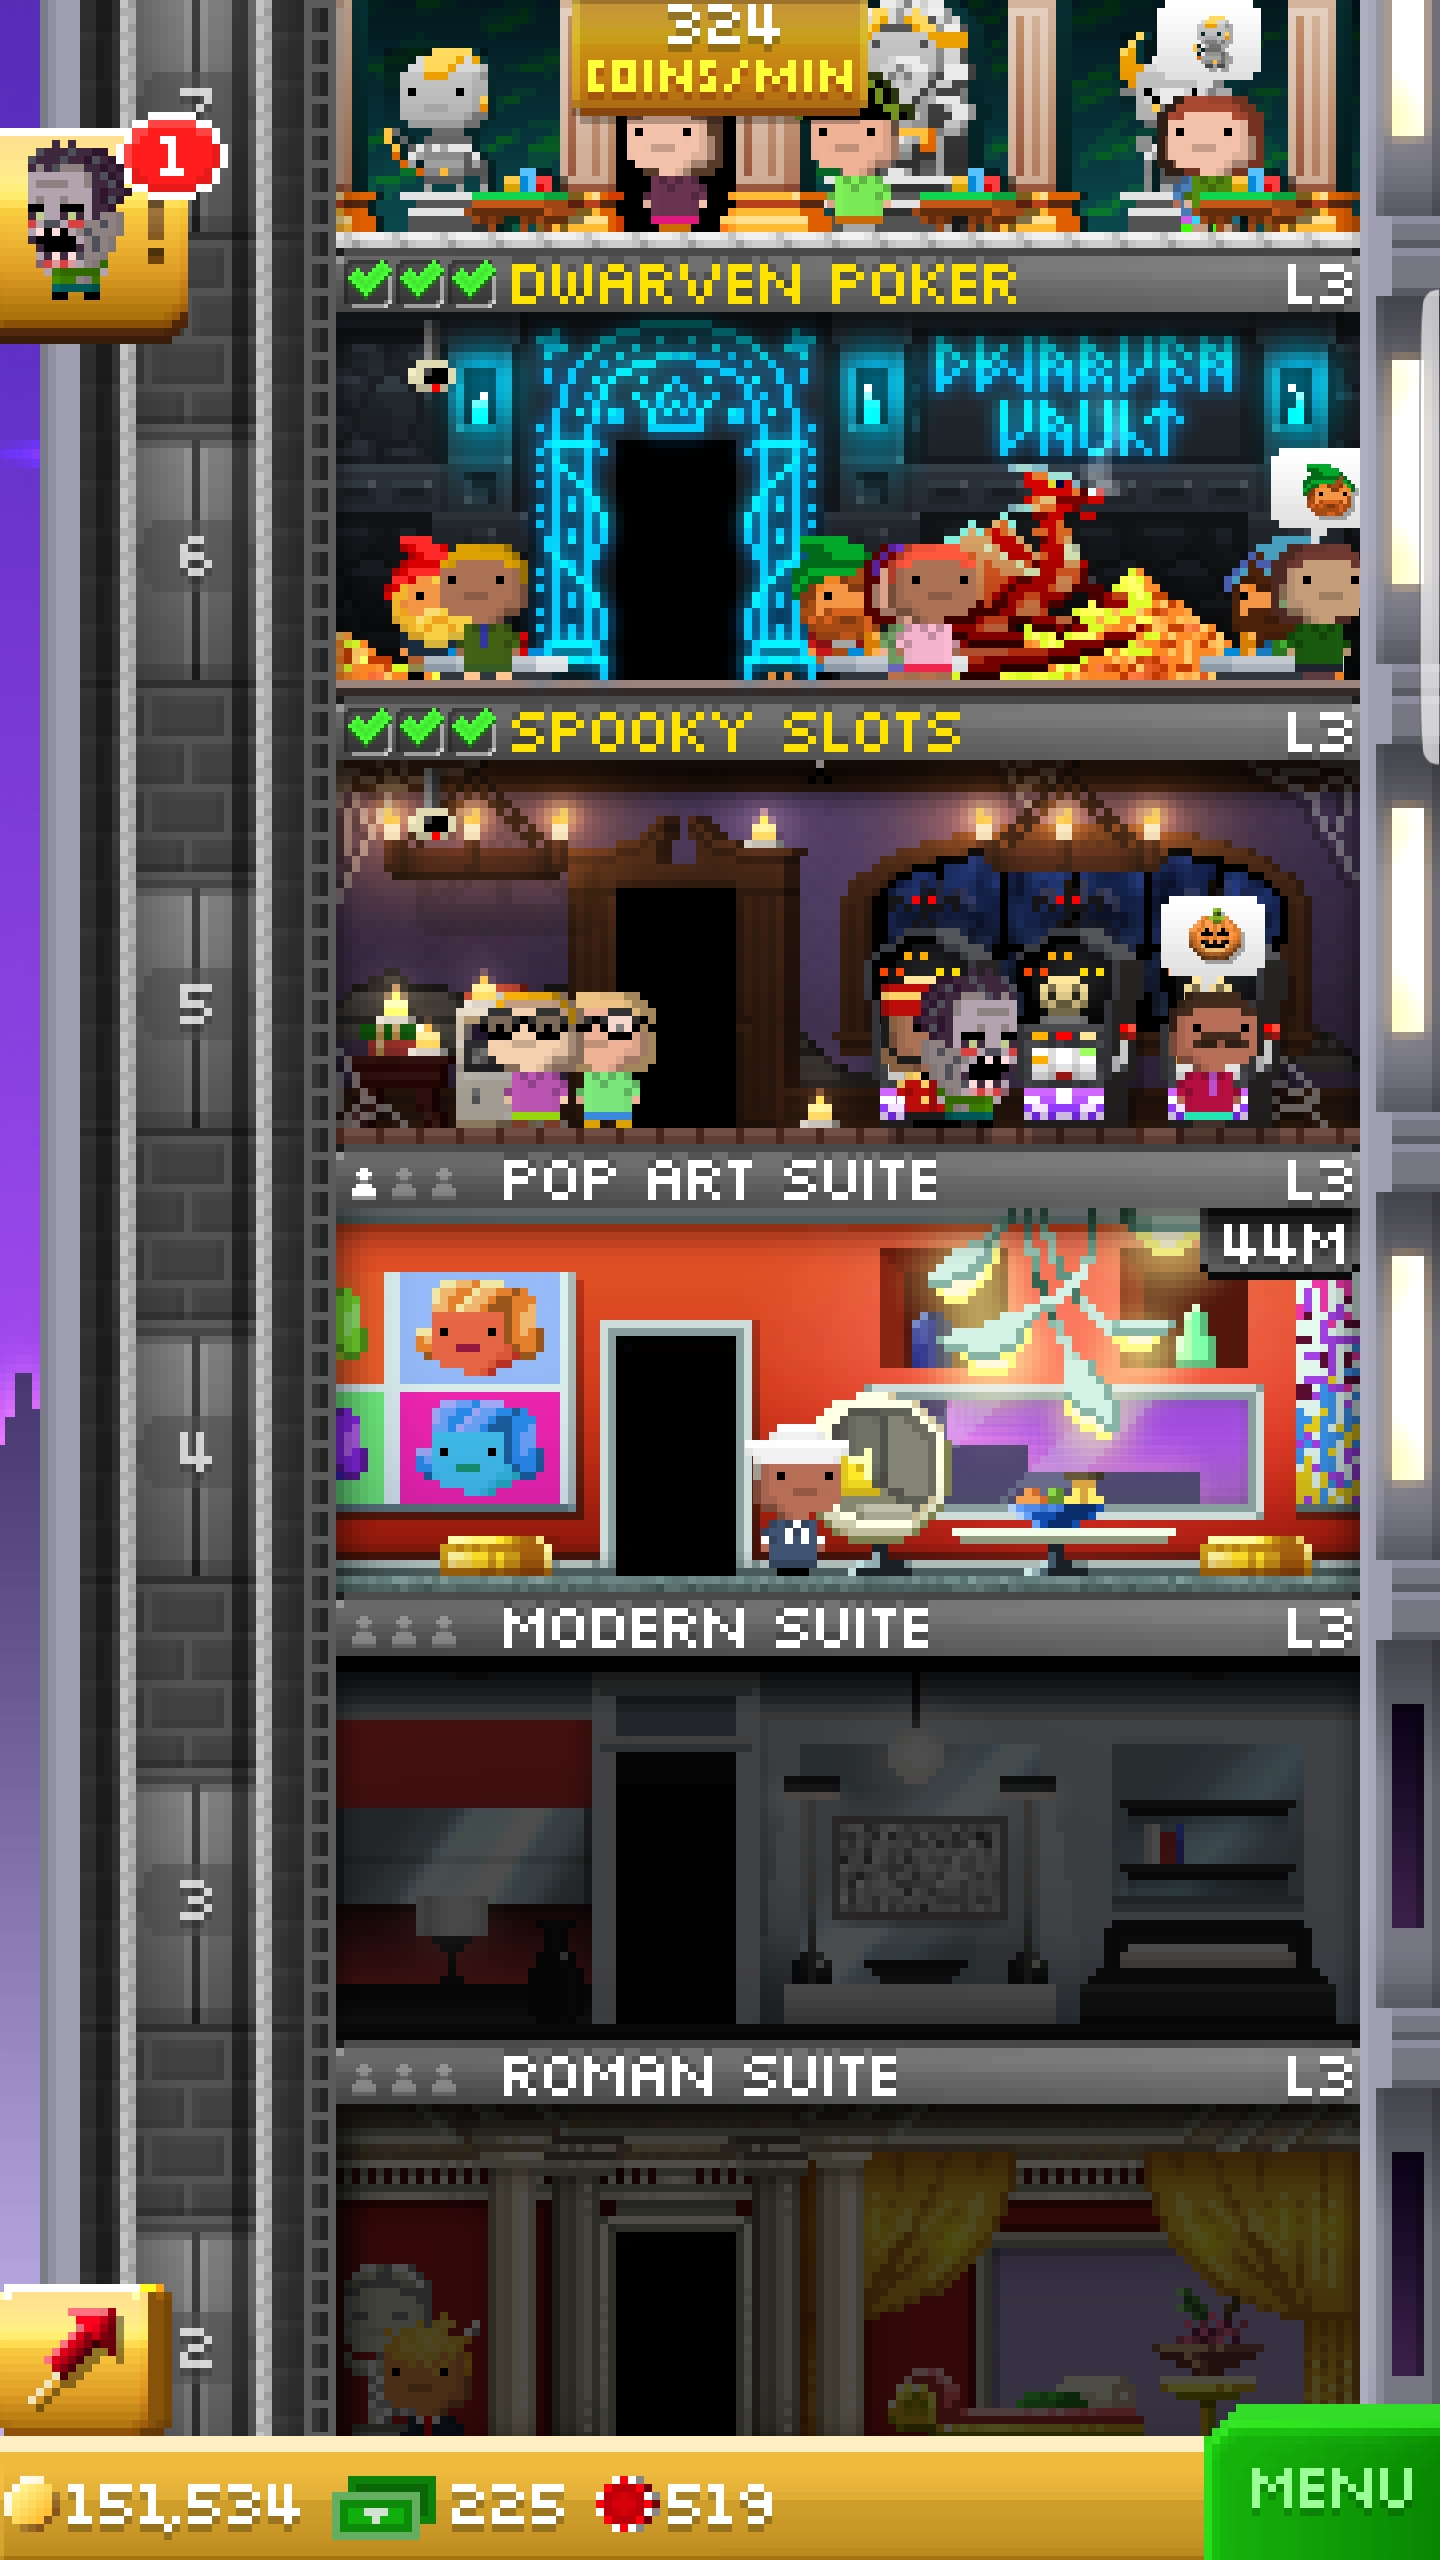 324
COINS/MIN
7
1
!
DWARVEN POKER L3
DWARVEN
VAULT
6
SPOOKY SLOTS L3
5
POP ART SUITE L3
44M
4
MODERN SUITE L3
3
ROMAN SUITE L3
2
151,534 225 519
MENU